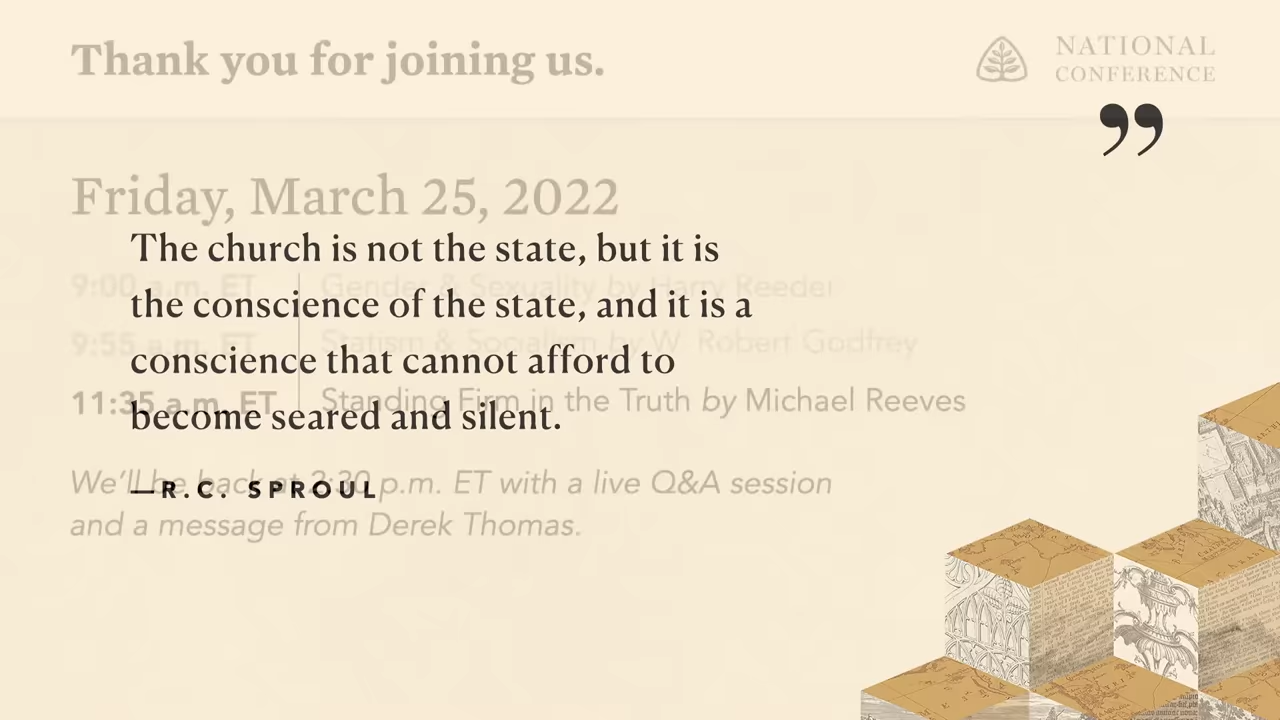 Thank you for joining us.
NATIONAL
CONFERENCE
”
Friday, March 25, 2022
The church is not the state, but it is
9:00 a.m. ET Gender & Sexuality by Harry Reeder
the conscience of the state, and it is a
9:55 a.m. ET Statism & Socialism by W. Robert Godfrey
conscience that cannot afford to
11:35 a.m. ET Standing Firm in the Truth by Michael Reeves
become seared and silent.
We’ll be back at 2:30 p.m. ET with a live Q&A session
—R.C. SPROUL
and a message from Derek Thomas.